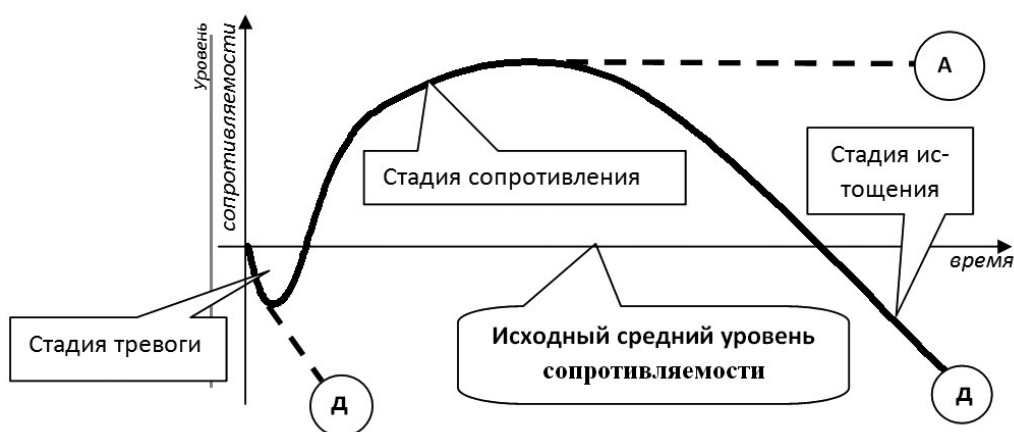 Уровень
сопротивляемости
А
Стадия сопротивления
Стадия ис-
тощения
время
Стадия тревоги
Исходный средний уровень
сопротивляемости
Д
Д